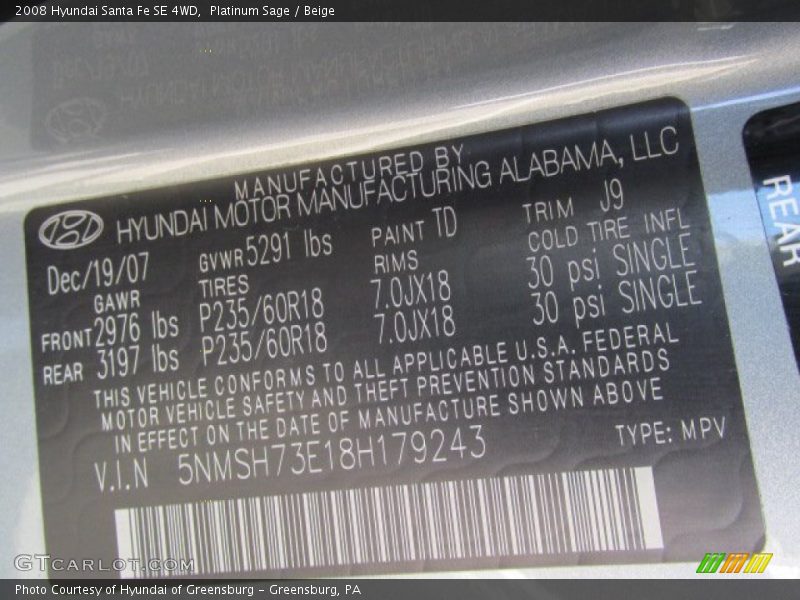 2008 Hyundai Santa Fe SE 4WD,  Platinum Sage / Beige
MANUFACTURED BY
HYUNDAI MOTOR MANUFACTURING ALABAMA, LLC
Dec/19/07 GVWR 5291 lbs PAINT TD TRIM J9
GAWR TIRES RIMS COLD TIRE INFL
FRONT 2976 lbs P235/60R18 7.0JX18 30 psi SINGLE
REAR 3197 lbs P235/60R18 7.0JX18 30 psi SINGLE
THIS VEHICLE CONFORMS TO ALL APPLICABLE U.S.A. FEDERAL
MOTOR VEHICLE SAFETY AND THEFT PREVENTION STANDARDS
IN EFFECT ON THE DATE OF MANUFACTURE SHOWN ABOVE
V.I.N 5NMSH73E18H179243 TYPE: MPV
REAR
GTCARLOT.COM
Photo Courtesy of Hyundai of Greensburg - Greensburg, PA